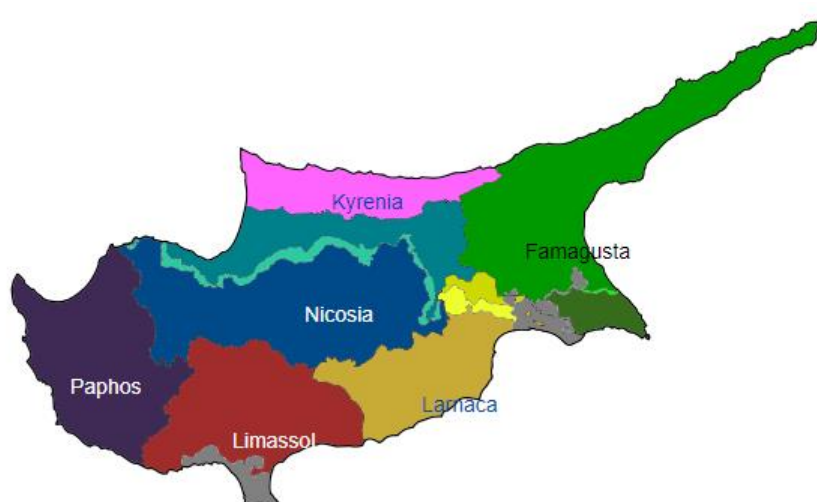 Kyrenia
Famagusta
Nicosia
Paphos
Larnaca
Limassol